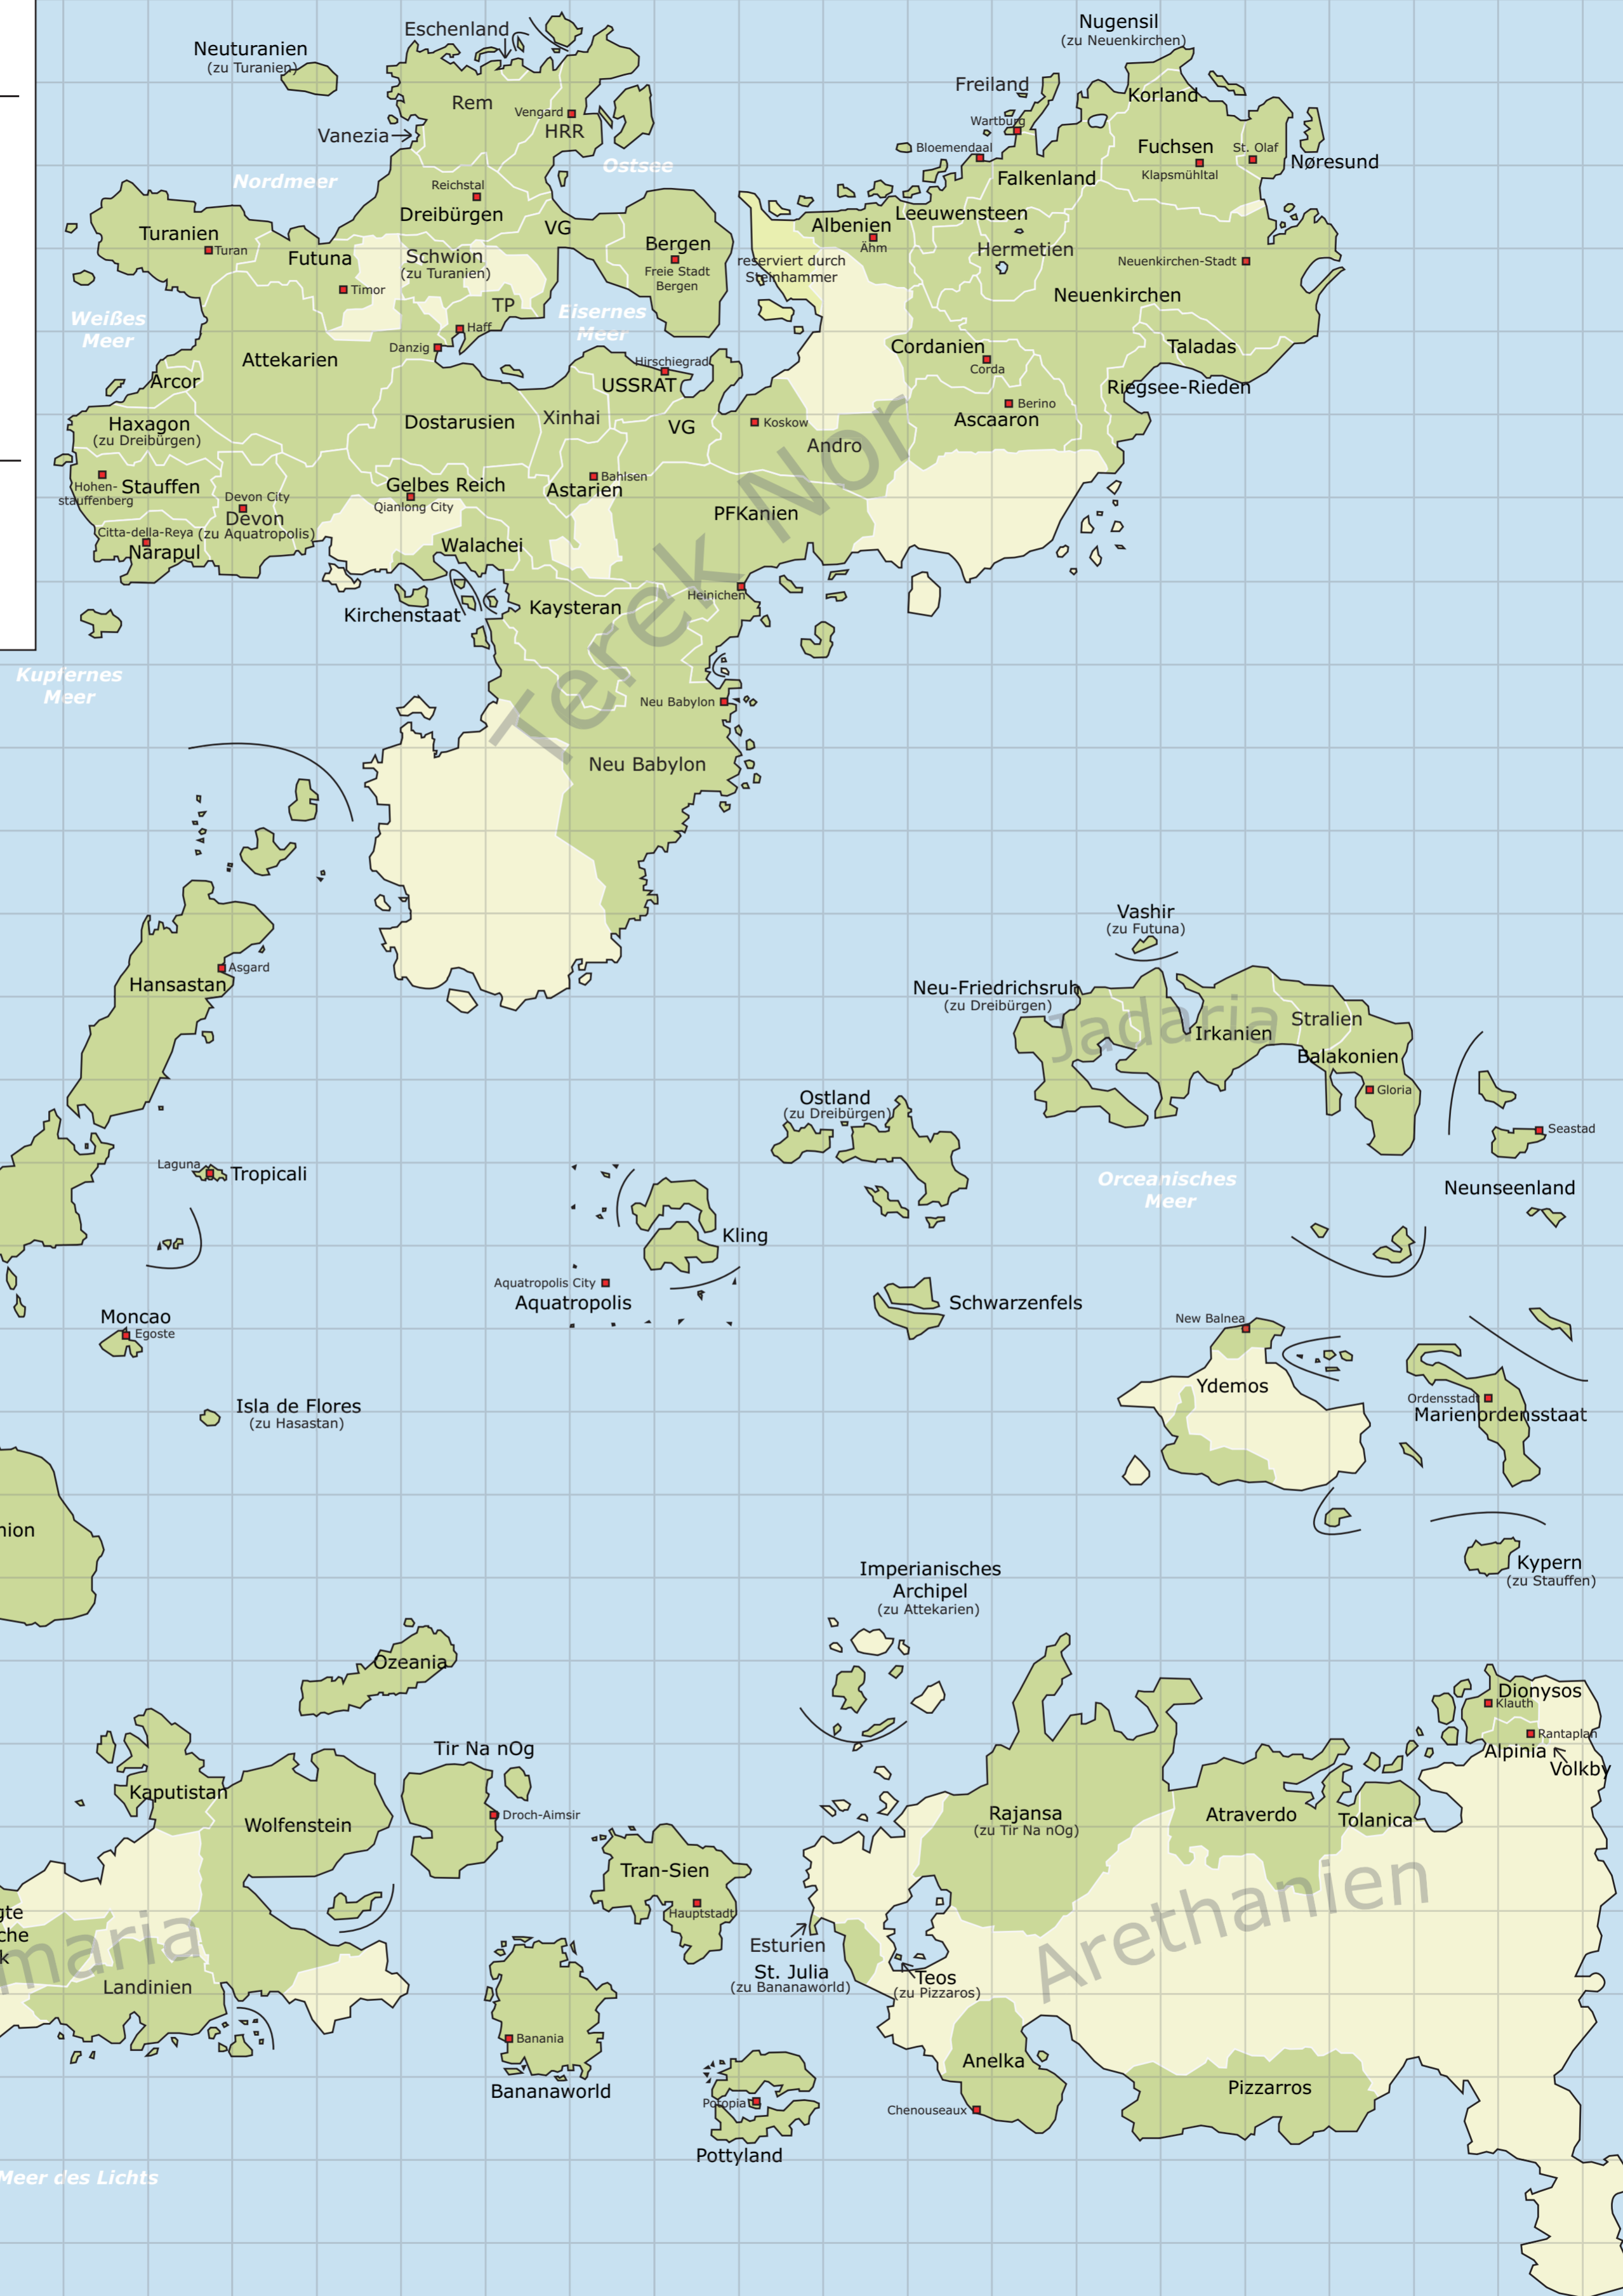 Nugensil
(zu Neuenkirchen)
Eschenland
Neuturanien
(zu Turanien)
Freiland
Korland
Rem
Vengard
HRR
Wartburg
Vanezia
Bloemendaal
Fuchsen
St. Olaf
Klapsmühltal
Nøresund
Ostsee
Nordmeer
Falkenland
Reichstal
Dreibürgen
Leeuwensteen
VG
Albenien
Ähm
Turanien
Turan
Bergen
Freie Stadt
Bergen
Hermetien
Futuna
Schwion
(zu Turanien)
reserviert durch
Steinhammer
Neuenkirchen-Stadt
Timor
TP
Neuenkirchen
Weißes
Meer
Eisernes
Meer
Haff
Danzig
Cordanien
Corda
Taladas
Attekarien
Hirschiegrad
USSRAT
Arcor
Riegsee-Rieden
Berino
Ascaaron
Haxagon
(zu Dreibürgen)
Dostarusien
Xinhai
VG
Koskow
Andro
Terek Nor
Hohen-
stauffenberg
Stauffen
Devon City
Devon
(zu Aquatropolis)
Gelbes Reich
Qianlong City
Bahlsen
Astarien
PFKanien
Citta-della-Reya
Narapul
Walachei
Kirchenstaat
Kaysteran
Heinichen
Kupfernes
Meer
Neu Babylon
Neu Babylon
Vashir
(zu Futuna)
Asgard
Hansastan
Neu-Friedrichsruh
(zu Dreibürgen)
Jadaria
Irkanien
Stralien
Balakonien
Gloria
Ostland
(zu Dreibürgen)
Seastad
Laguna
Tropicali
Orceanisches
Meer
Neunseenland
Kling
Aquatropolis City
Aquatropolis
Schwarzenfels
Moncao
Egoste
New Balnea
Ydemos
Ordensstadt
Marienordensstaat
Isla de Flores
(zu Hasastan)
nion
Imperianisches
Archipel
(zu Attekarien)
Kypern
(zu Stauffen)
Ozeania
Dionysos
Klauth
Rantaplan
Alpinia
Volkby
Tir Na nOg
Kaputistan
Wolfenstein
Droch-Aimsir
Rajansa
(zu Tir Na nOg)
Atraverdo
Tolanica
Tran-Sien
Hauptstadt
gte
che
k
maria
Arethanien
Esturien
St. Julia
(zu Bananaworld)
Teos
(zu Pizzaros)
Landinien
Banania
Bananaworld
Anelka
Pizzarros
Potopia
Chenouseaux
Pottyland
Meer des Lichts